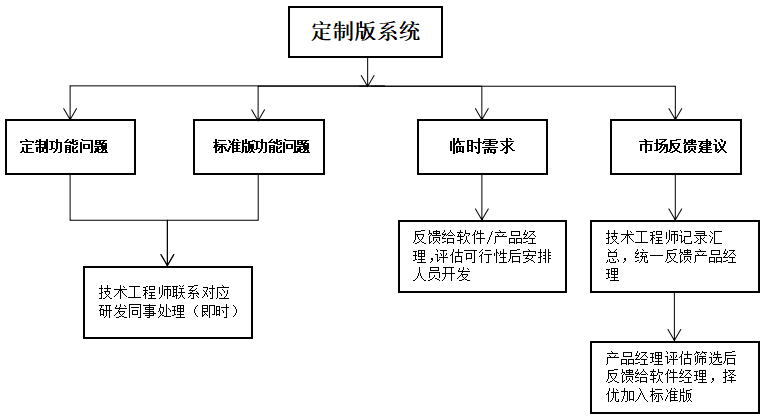 定制版系统
定制功能问题
标准版功能问题
临时需求
市场反馈建议
技术工程师联系对应
研发同事处理（即时）
反馈给软件/产品经
理,评估可行性后安排
人员开发
技术工程师记录汇
总，统一反馈产品经
理
产品经理评估筛选后
反馈给软件经理，择
优加入标准版